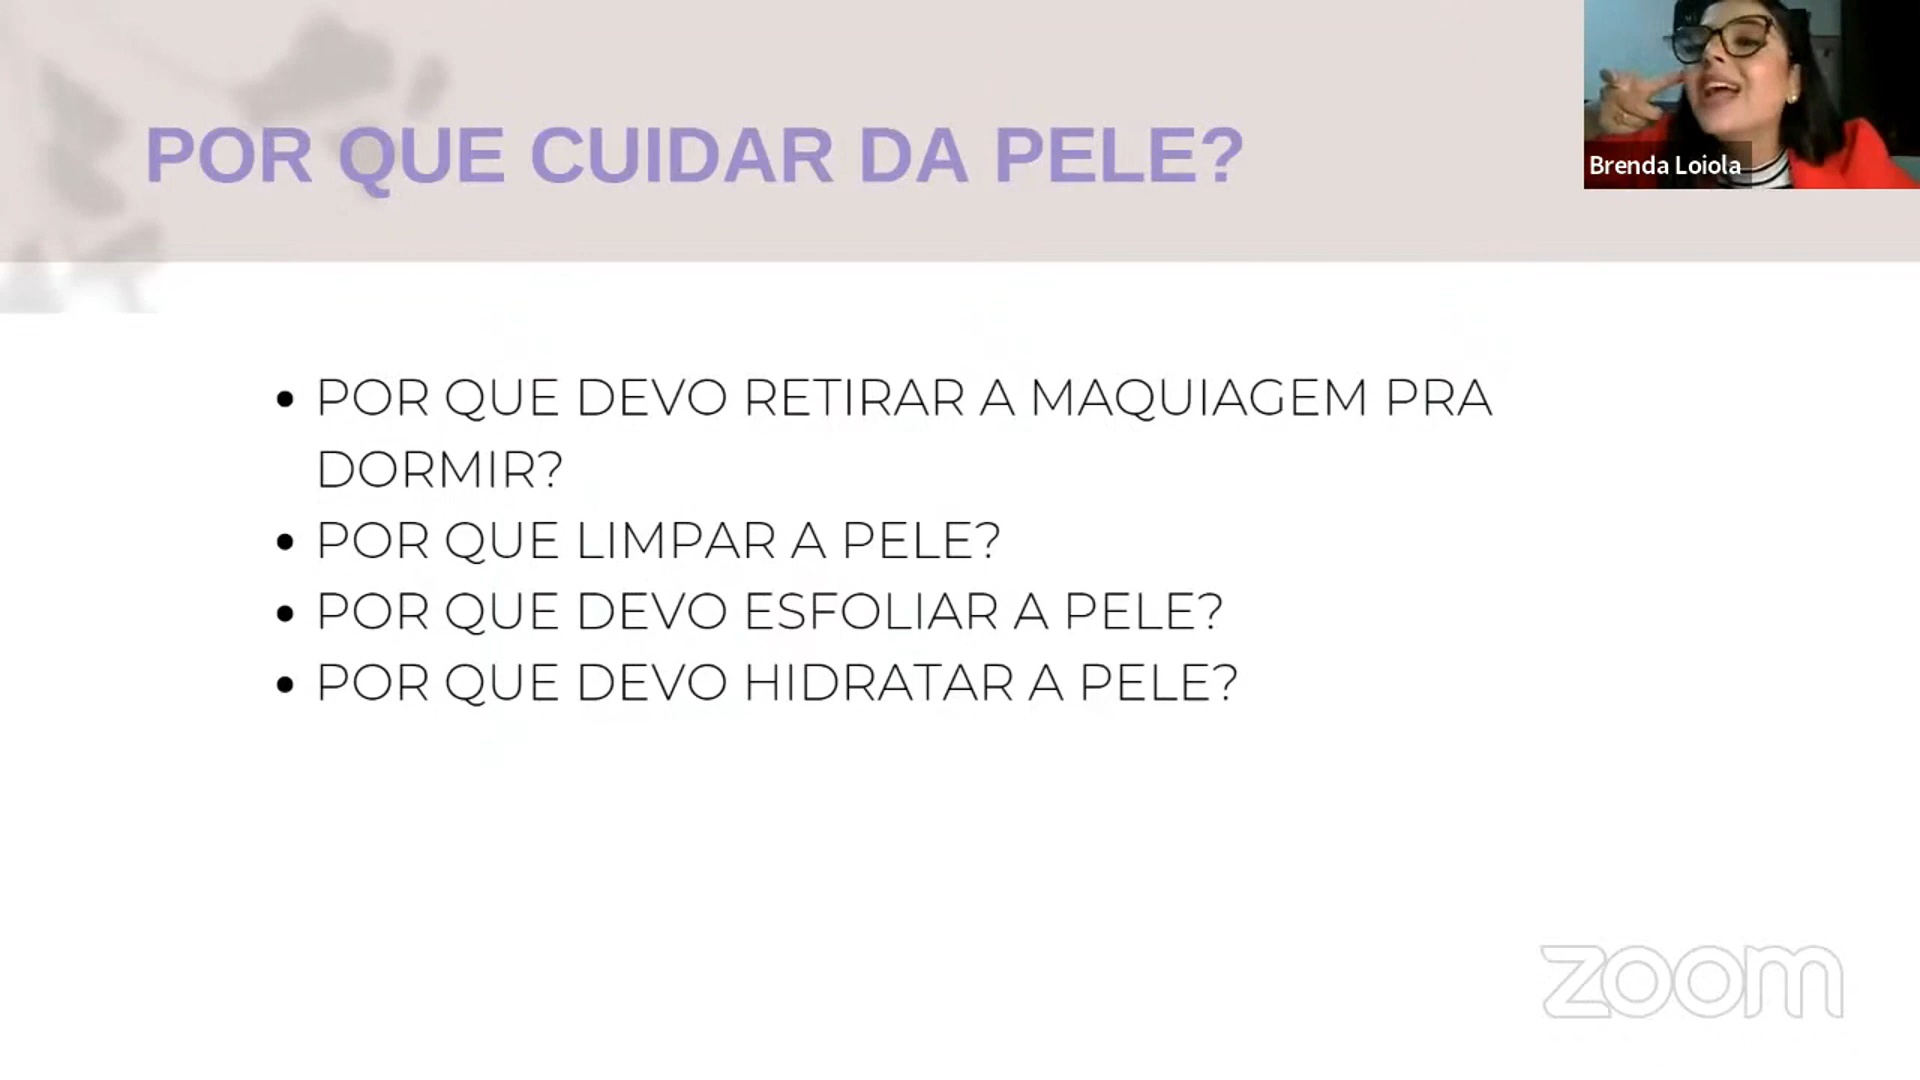 POR QUE CUIDAR DA PELE?
Brenda Loiola
• POR QUE DEVO RETIRAR A MAQUIAGEM PRA
DORMIR?
• POR QUE LIMPAR A PELE?
• POR QUE DEVO ESFOLIAR A PELE?
• POR QUE DEVO HIDRATAR A PELE?
zoom